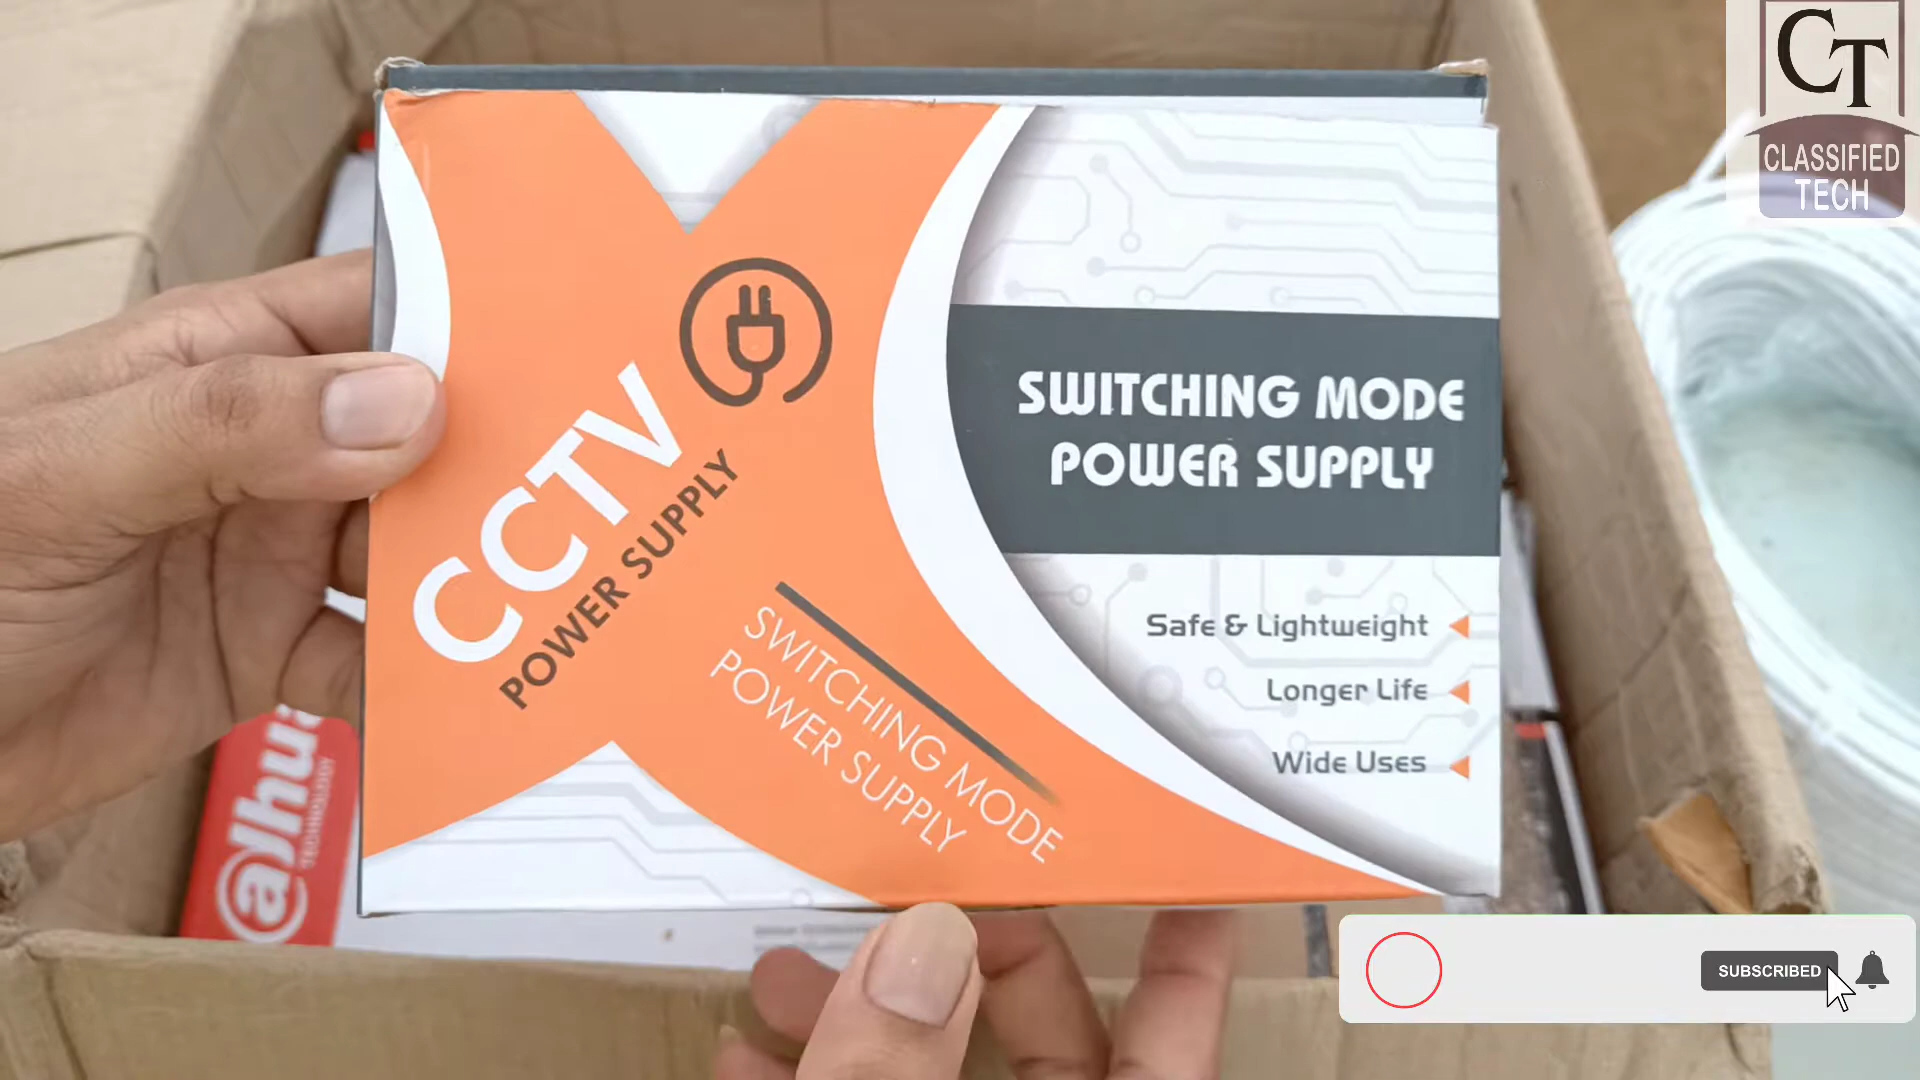 CT
CLASSIFIED
TECH
CCTV
POWER SUPPLY
SWITCHING MODE
POWER SUPPLY
SWITCHING MODE
POWER SUPPLY
Safe & Lightweight
Longer Life
Wide Uses
alhua
TECHNOLOGY
SUBSCRIBED